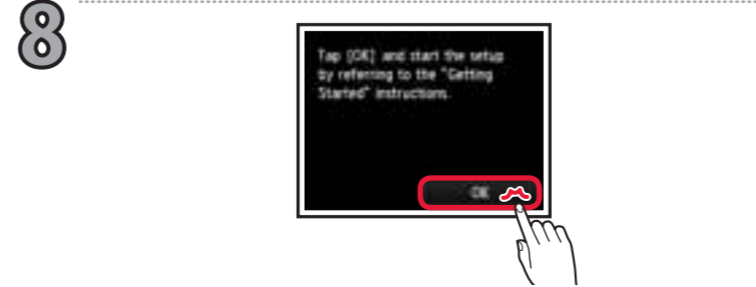 8
Tap [OK] and start the setup
by referring to the "Getting
Started" instructions.
OK